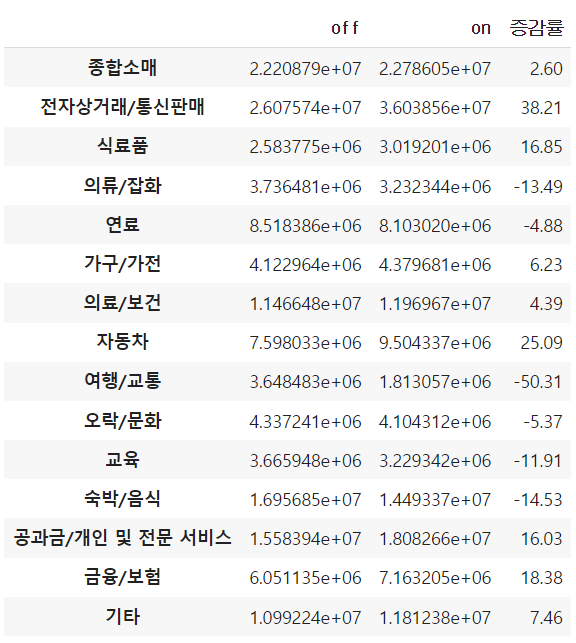 off on 증감률
종합소매 2.220879e+07 2.278605e+07 2.60
전자상거래/통신판매 2.607574e+07 3.603856e+07 38.21
식료품 2.583775e+06 3.019201e+06 16.85
의류/잡화 3.736481e+06 3.232344e+06 -13.49
연료 8.518386e+06 8.103020e+06 -4.88
가구/가전 4.122964e+06 4.379681e+06 6.23
의료/보건 1.146648e+07 1.196967e+07 4.39
자동차 7.598033e+06 9.504337e+06 25.09
여행/교통 3.648483e+06 1.813057e+06 -50.31
오락/문화 4.337241e+06 4.104312e+06 -5.37
교육 3.665948e+06 3.229342e+06 -11.91
숙박/음식 1.695685e+07 1.449337e+07 -14.53
공과금/개인 및 전문 서비스 1.558394e+07 1.808266e+07 16.03
금융/보험 6.051135e+06 7.163205e+06 18.38
기타 1.099224e+07 1.181238e+07 7.46